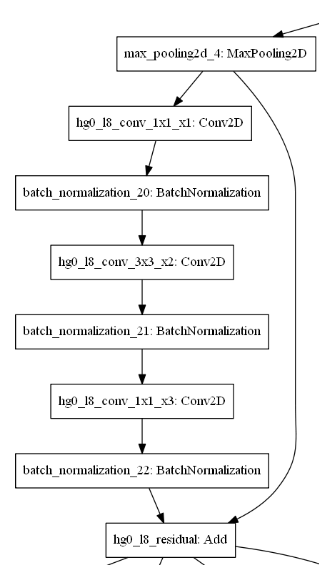 max_pooling2d_4: MaxPooling2D
hg0_l8_conv_1x1_x1: Conv2D
batch_normalization_20: BatchNormalization
hg0_l8_conv_3x3_x2: Conv2D
batch_normalization_21: BatchNormalization
hg0_l8_conv_1x1_x3: Conv2D
batch_normalization_22: BatchNormalization
hg0_l8_residual: Add